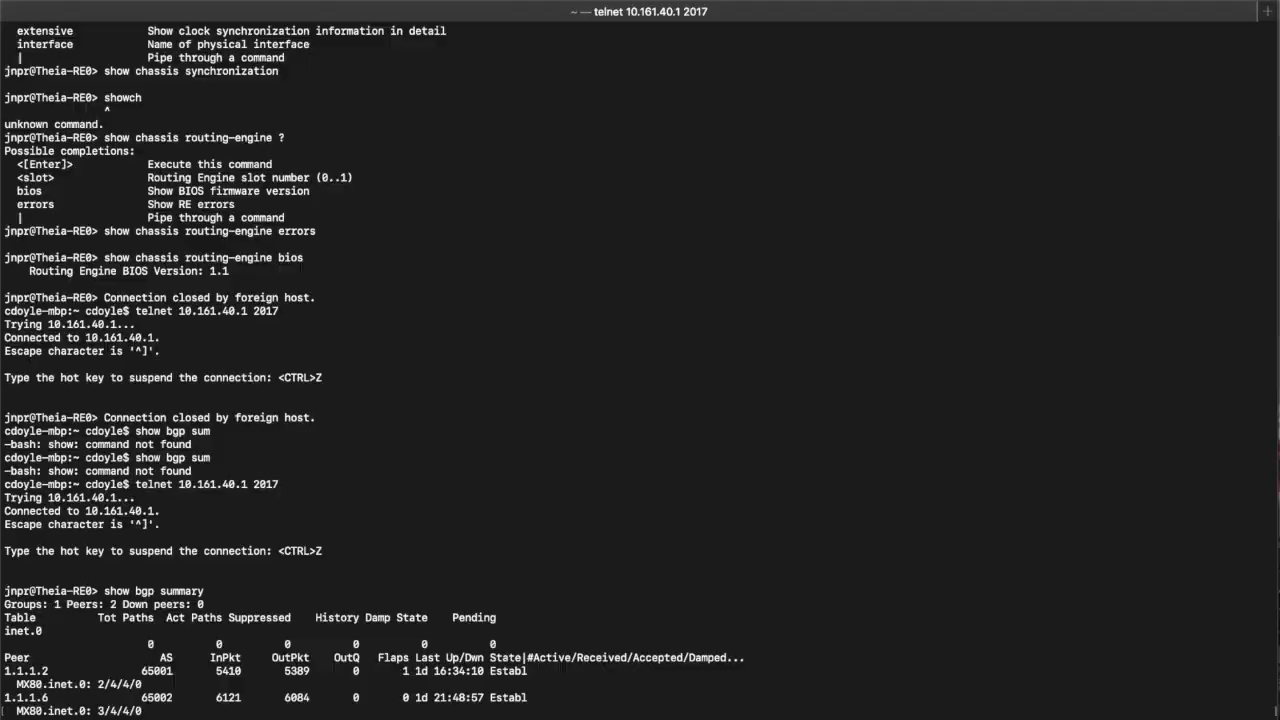 ~ — telnet 10.161.40.1 2017
extensive Show clock synchronization information in detail
interface Name of physical interface
| Pipe through a command
jnpr@Theia-RE0> show chassis synchronization
jnpr@Theia-RE0> showch
^
unknown command.
jnpr@Theia-RE0> show chassis routing-engine ?
Possible completions:
<[Enter]> Execute this command
<slot> Routing Engine slot number (0..1)
bios Show BIOS firmware version
errors Show RE errors
| Pipe through a command
jnpr@Theia-RE0> show chassis routing-engine errors
jnpr@Theia-RE0> show chassis routing-engine bios
Routing Engine BIOS Version: 1.1
jnpr@Theia-RE0> Connection closed by foreign host.
cdoyle-mbp:~ cdoyle$ telnet 10.161.40.1 2017
Trying 10.161.40.1...
Connected to 10.161.40.1.
Escape character is '^]'.
Type the hot key to suspend the connection: <CTRL>Z
jnpr@Theia-RE0> Connection closed by foreign host.
cdoyle-mbp:~ cdoyle$ show bgp sum
-bash: show: command not found
cdoyle-mbp:~ cdoyle$ show bgp sum
-bash: show: command not found
cdoyle-mbp:~ cdoyle$ telnet 10.161.40.1 2017
Trying 10.161.40.1...
Connected to 10.161.40.1.
Escape character is '^]'.
Type the hot key to suspend the connection: <CTRL>Z
jnpr@Theia-RE0> show bgp summary
Groups: 1 Peers: 2 Down peers: 0
Table Tot Paths Act Paths Suppressed History Damp State Pending
inet.0
0 0 0 0 0 0
Peer AS InPkt OutPkt OutQ Flaps Last Up/Dwn State|#Active/Received/Accepted/Damped...
1.1.1.2 65001 5410 5389 0 1 1d 16:34:10 Establ
MX80.inet.0: 2/4/4/0
1.1.1.6 65002 6121 6084 0 0 1d 21:48:57 Establ
MX80.inet.0: 3/4/4/0